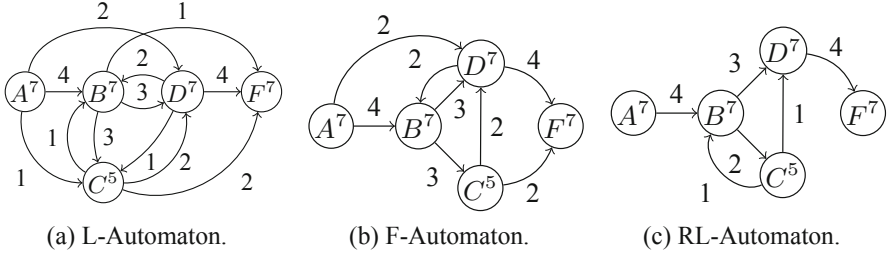 2 1
2
4 3 4
A⁷ B⁷ D⁷ F⁷
1 3
1 1 2 2
C⁵
(a) L-Automaton.
2
2 4
D⁷
3
4
A⁷ B⁷ F⁷
2
3 2
C⁵
(b) F-Automaton.
D⁷ 4
3
4
A⁷ B⁷ F⁷
1
2
1 C⁵
(c) RL-Automaton.